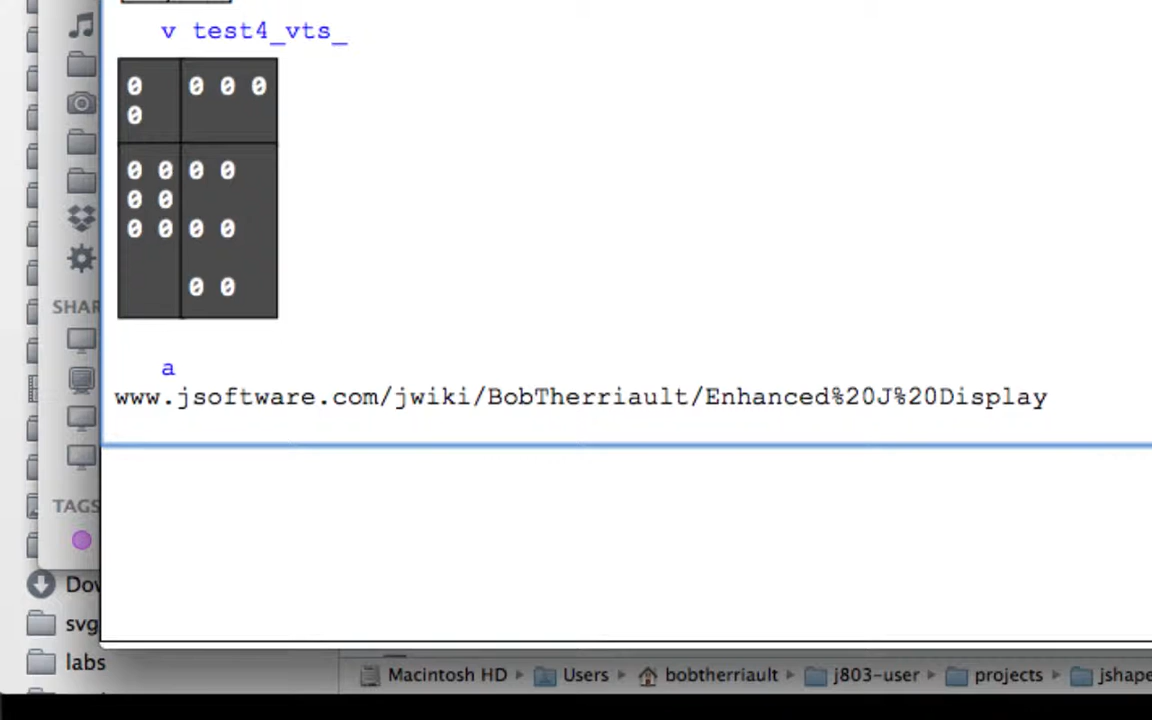 v test4_vts_
0 0 0 0
0
0 0 0 0
0 0
0 0 0 0
0 0
a
www.jsoftware.com/jwiki/BobTherriault/Enhanced%20J%20Display
SHAR
TAGS
Dov
svg
labs
Macintosh HD ▸ Users ▸ bobtherriault ▸ j803-user ▸ projects ▸ jshape